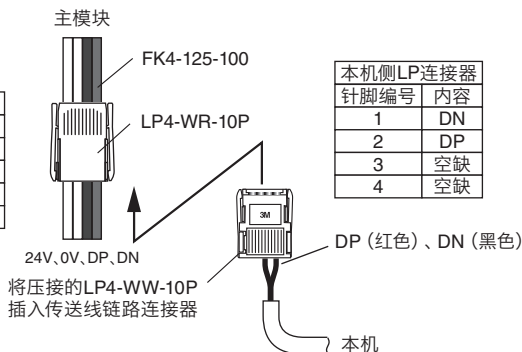 主模块
FK4-125-100
LP4-WR-10P
24V、0V、DP、DN
将压接的LP4-WW-10P
插入传送线链路连接器
3M
本机侧LP连接器
针脚编号 内容
1 DN
2 DP
3 空缺
4 空缺
DP（红色）、DN（黑色）
本机